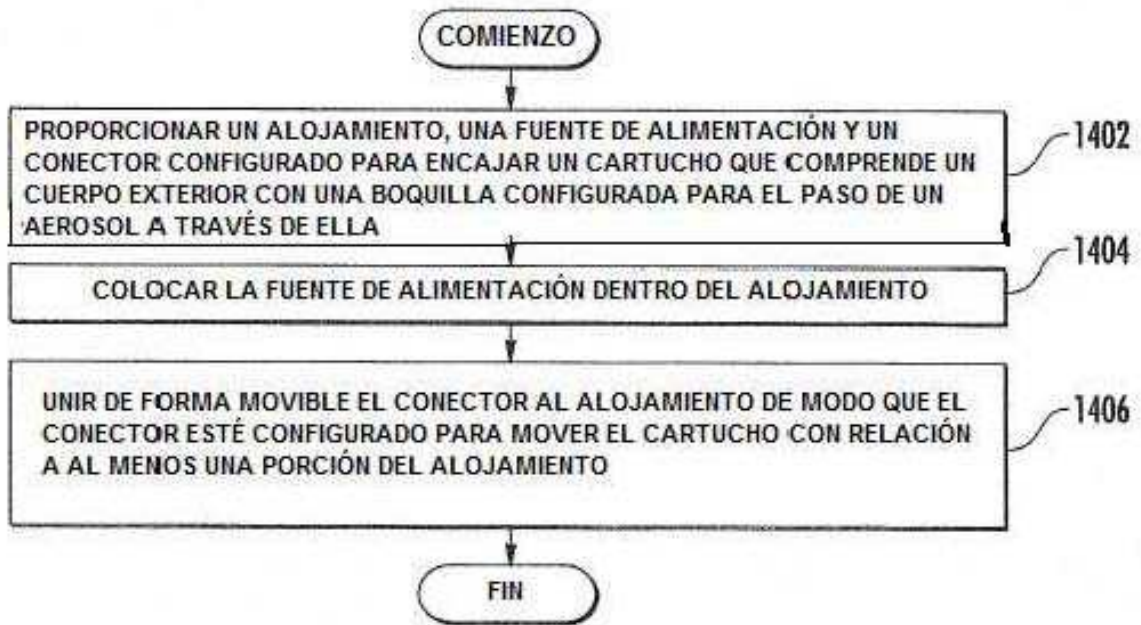 COMIENZO
PROPORCIONAR UN ALOJAMIENTO, UNA FUENTE DE ALIMENTACIÓN Y UN
CONECTOR CONFIGURADO PARA ENCAJAR UN CARTUCHO QUE COMPRENDE UN
CUERPO EXTERIOR CON UNA BOQUILLA CONFIGURADA PARA EL PASO DE UN
AEROSOL A TRAVÉS DE ELLA
1402
COLOCAR LA FUENTE DE ALIMENTACIÓN DENTRO DEL ALOJAMIENTO
1404
UNIR DE FORMA MOVIBLE EL CONECTOR AL ALOJAMIENTO DE MODO QUE EL
CONECTOR ESTÉ CONFIGURADO PARA MOVER EL CARTUCHO CON RELACIÓN
A AL MENOS UNA PORCIÓN DEL ALOJAMIENTO
1406
FIN